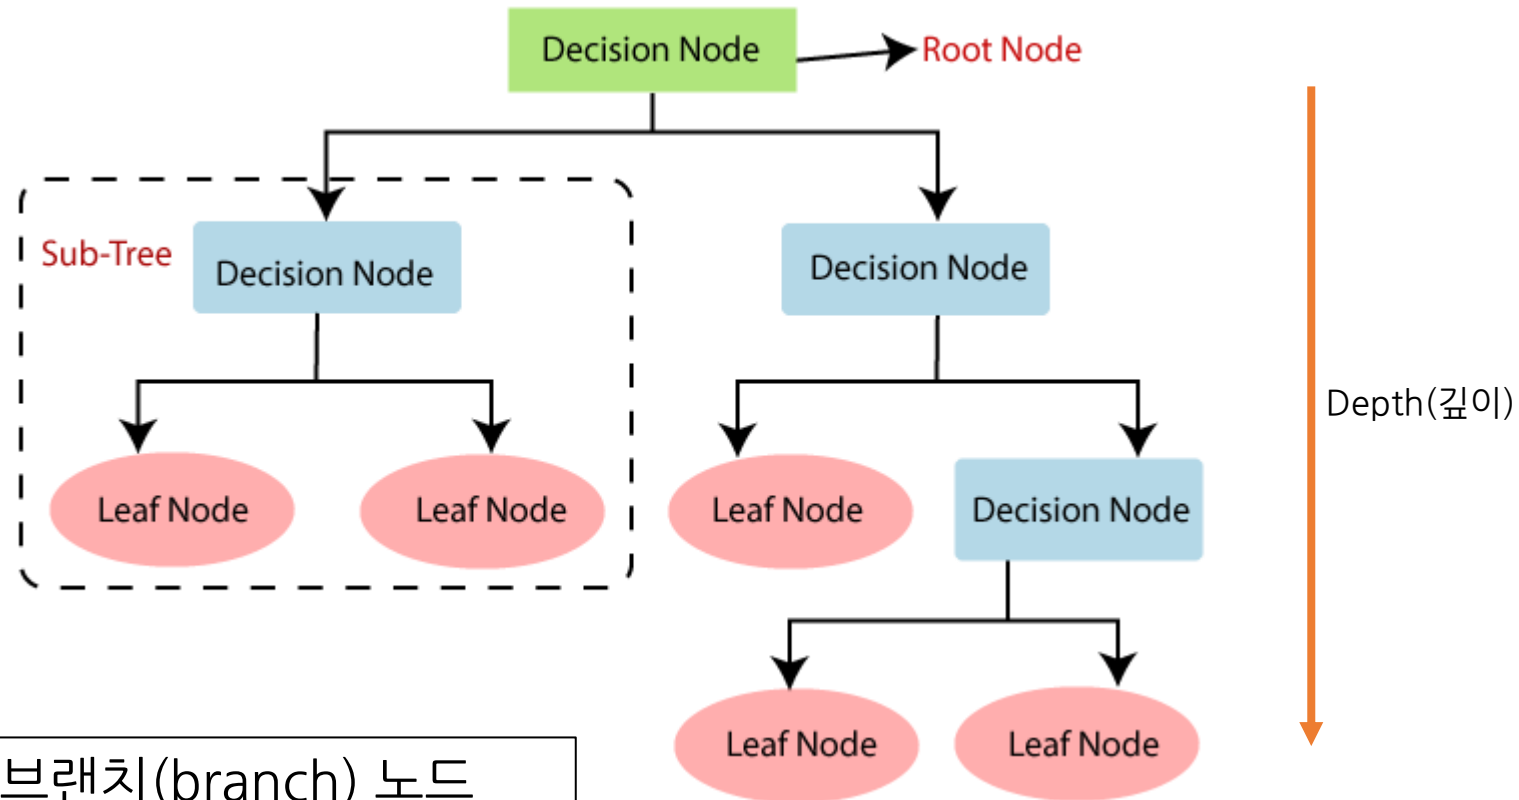 Decision Node
Root Node
Sub-Tree
Decision Node
Decision Node
Depth(깊이)
Leaf Node
Leaf Node
Leaf Node
Decision Node
Leaf Node
Leaf Node
브랜치(branch) 노드